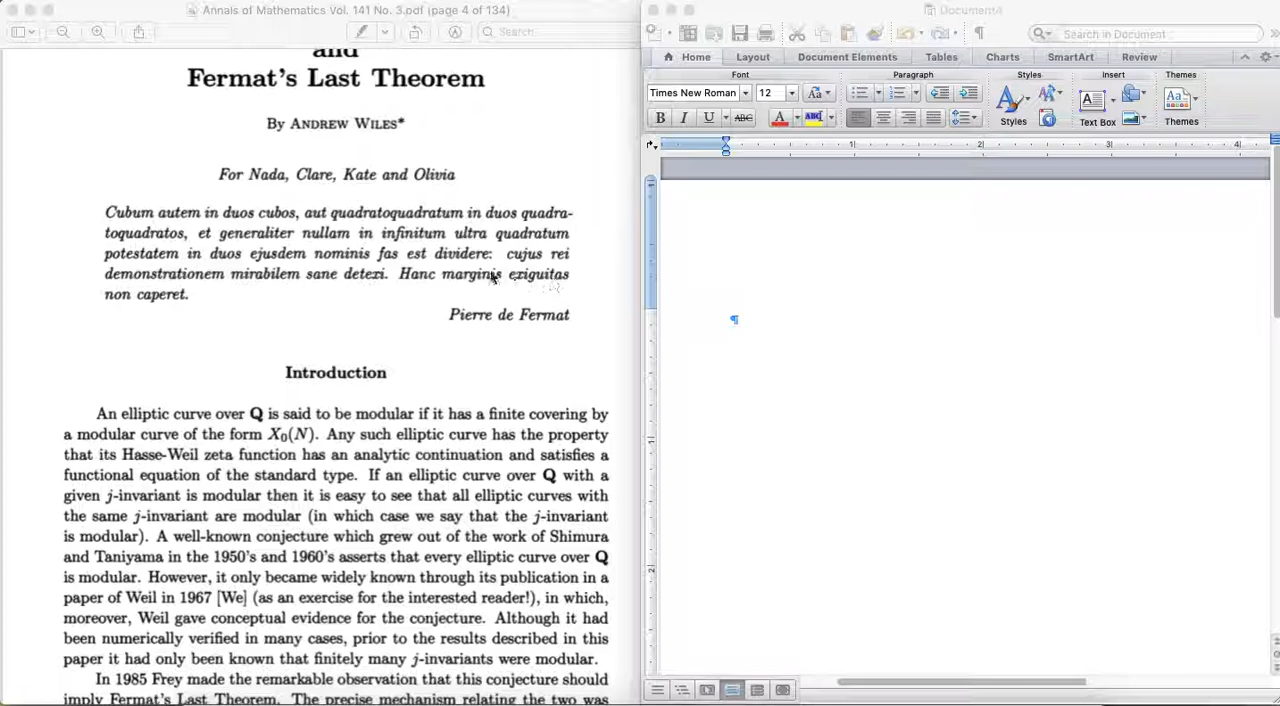 Annals of Mathematics Vol. 141 No. 3.pdf (page 4 of 134)
Search
and
Fermat's Last Theorem
By ANDREW WILES*
For Nada, Clare, Kate and Olivia
Cubum autem in duos cubos, aut quadratoquadratum in duos quadra-
toquadratos, et generaliter nullam in infinitum ultra quadratum
potestatem in duos ejusdem nominis fas est dividere: cujus rei
demonstrationem mirabilem sane detexi. Hanc marginis exiguitas
non caperet.
Pierre de Fermat
Introduction
An elliptic curve over Q is said to be modular if it has a finite covering by
a modular curve of the form X₀(N). Any such elliptic curve has the property
that its Hasse-Weil zeta function has an analytic continuation and satisfies a
functional equation of the standard type. If an elliptic curve over Q with a
given j-invariant is modular then it is easy to see that all elliptic curves with
the same j-invariant are modular (in which case we say that the j-invariant
is modular). A well-known conjecture which grew out of the work of Shimura
and Taniyama in the 1950's and 1960's asserts that every elliptic curve over Q
is modular. However, it only became widely known through its publication in a
paper of Weil in 1967 [We] (as an exercise for the interested reader!), in which,
moreover, Weil gave conceptual evidence for the conjecture. Although it had
been numerically verified in many cases, prior to the results described in this
paper it had only been known that finitely many j-invariants were modular.
In 1985 Frey made the remarkable observation that this conjecture should
imply Fermat's Last Theorem. The precise mechanism relating the two was
Document4
Search in Document
Home Layout Document Elements Tables Charts SmartArt Review
Font Paragraph Styles Insert Themes
Times New Roman 12 Aa
B I U ABC A ABC
Styles Text Box Themes
1 2 3 4
¶
1
2